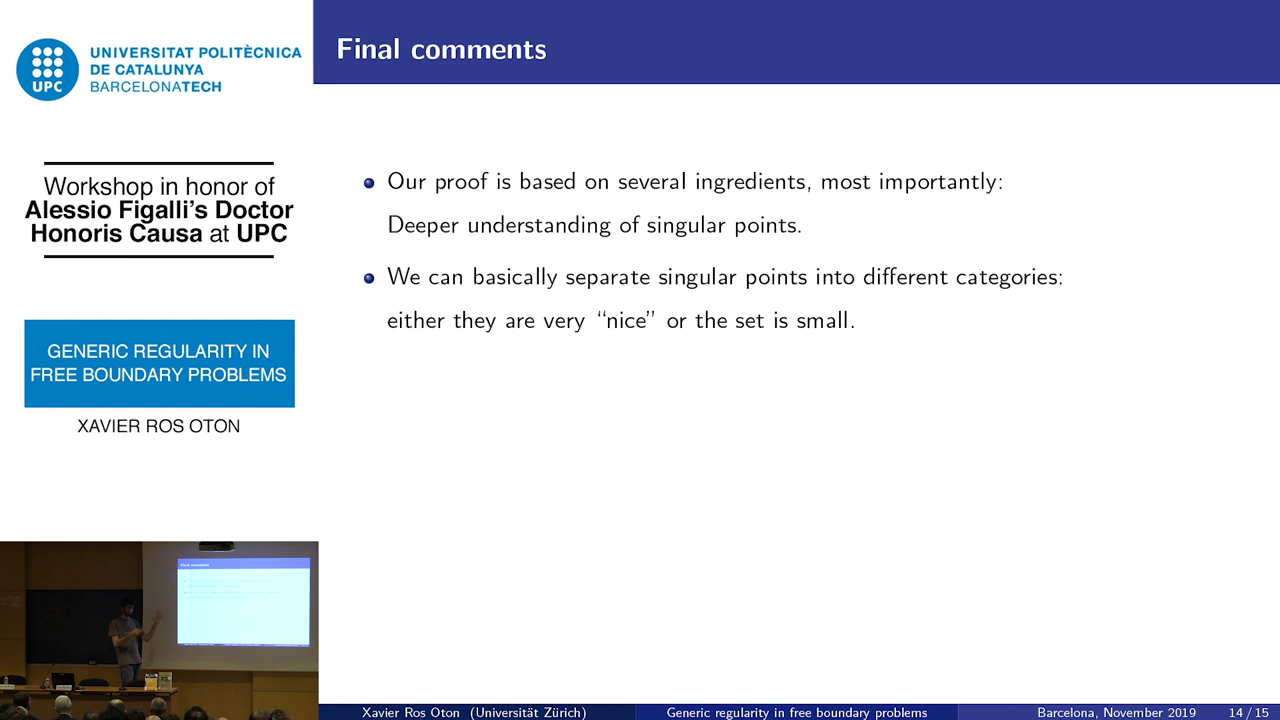 UNIVERSITAT POLITÈCNICA
DE CATALUNYA
BARCELONATECH
UPC
Workshop in honor of
Alessio Figalli's Doctor
Honoris Causa at UPC
GENERIC REGULARITY IN
FREE BOUNDARY PROBLEMS
XAVIER ROS OTON
Final comments
Our proof is based on several ingredients, most importantly:
Deeper understanding of singular points.
We can basically separate singular points into different categories:
either they are very “nice” or the set is small.
Final comments
Xavier Ros Oton (Universität Zürich)
Generic regularity in free boundary problems
Barcelona, November 2019
14 / 15